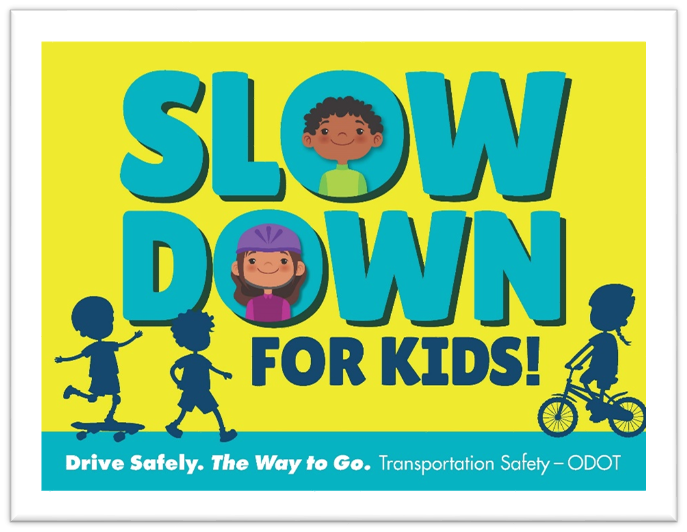 SLOW
DOWN
FOR KIDS!
Drive Safely. The Way to Go. Transportation Safety – ODOT